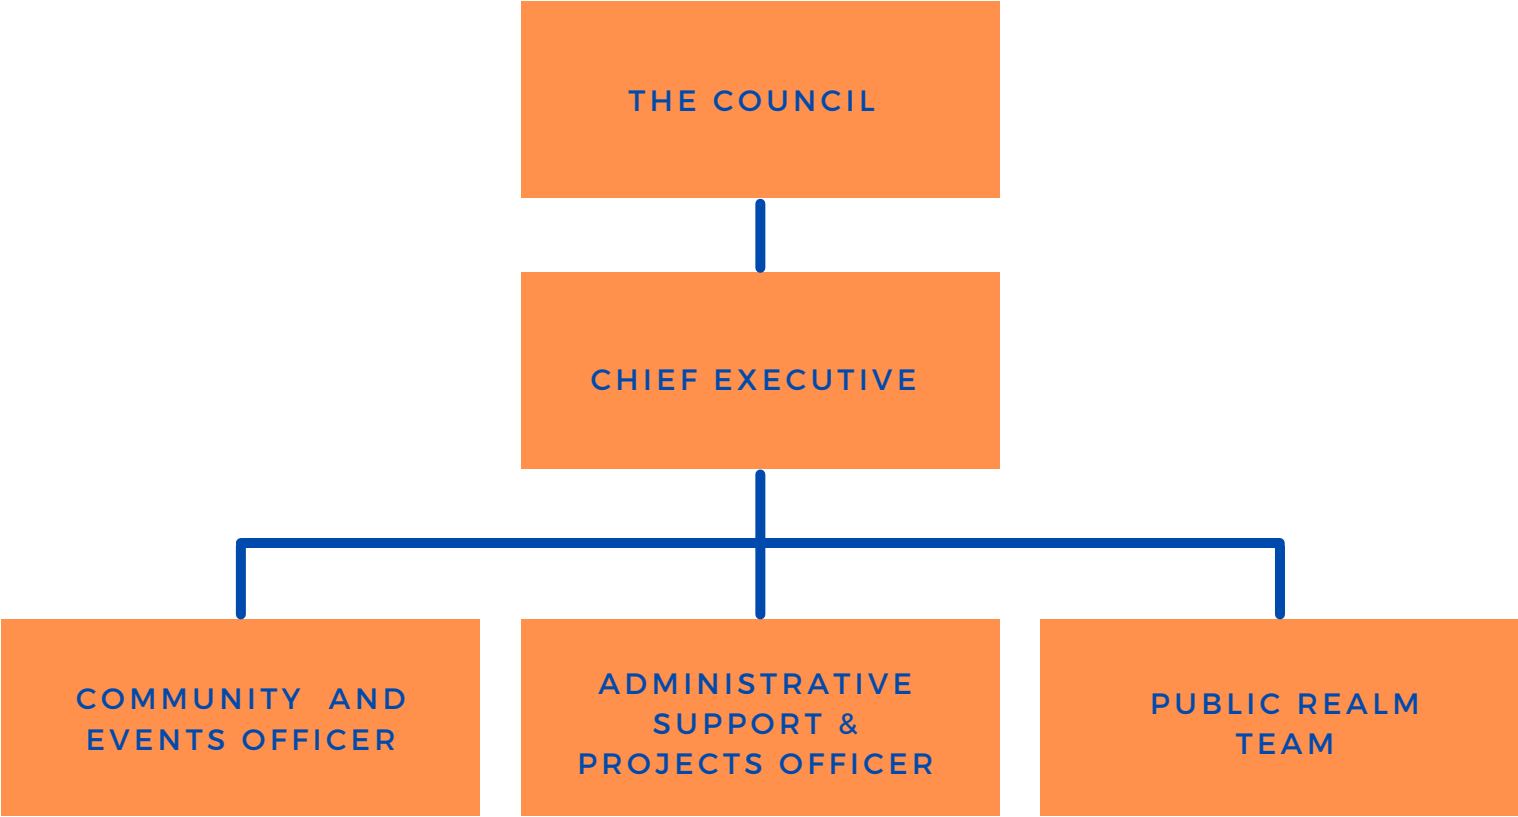 THE COUNCIL
CHIEF EXECUTIVE
COMMUNITY AND
EVENTS OFFICER
ADMINISTRATIVE
SUPPORT &
PROJECTS OFFICER
PUBLIC REALM
TEAM